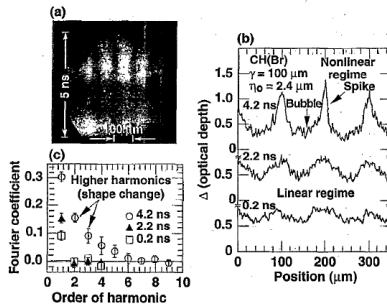 (a)
5 ns
100 μm
(b)
Δ (optical depth)
1.5
1.0
0.5
0.5
0.5
0
CH(Br)
γ = 100 μm
η₀ = 2.4 μm
4.2 ns
Nonlinear
regime
Spike
Bubble
2.2 ns
Linear regime
0.2 ns
0 100 200 300
Position (μm)
(c)
Fourier coefficient
0.3
0.2
0.1
0.0
Higher harmonics
(shape change)
4.2 ns
2.2 ns
0.2 ns
0 2 4 6 8 10
Order of harmonic